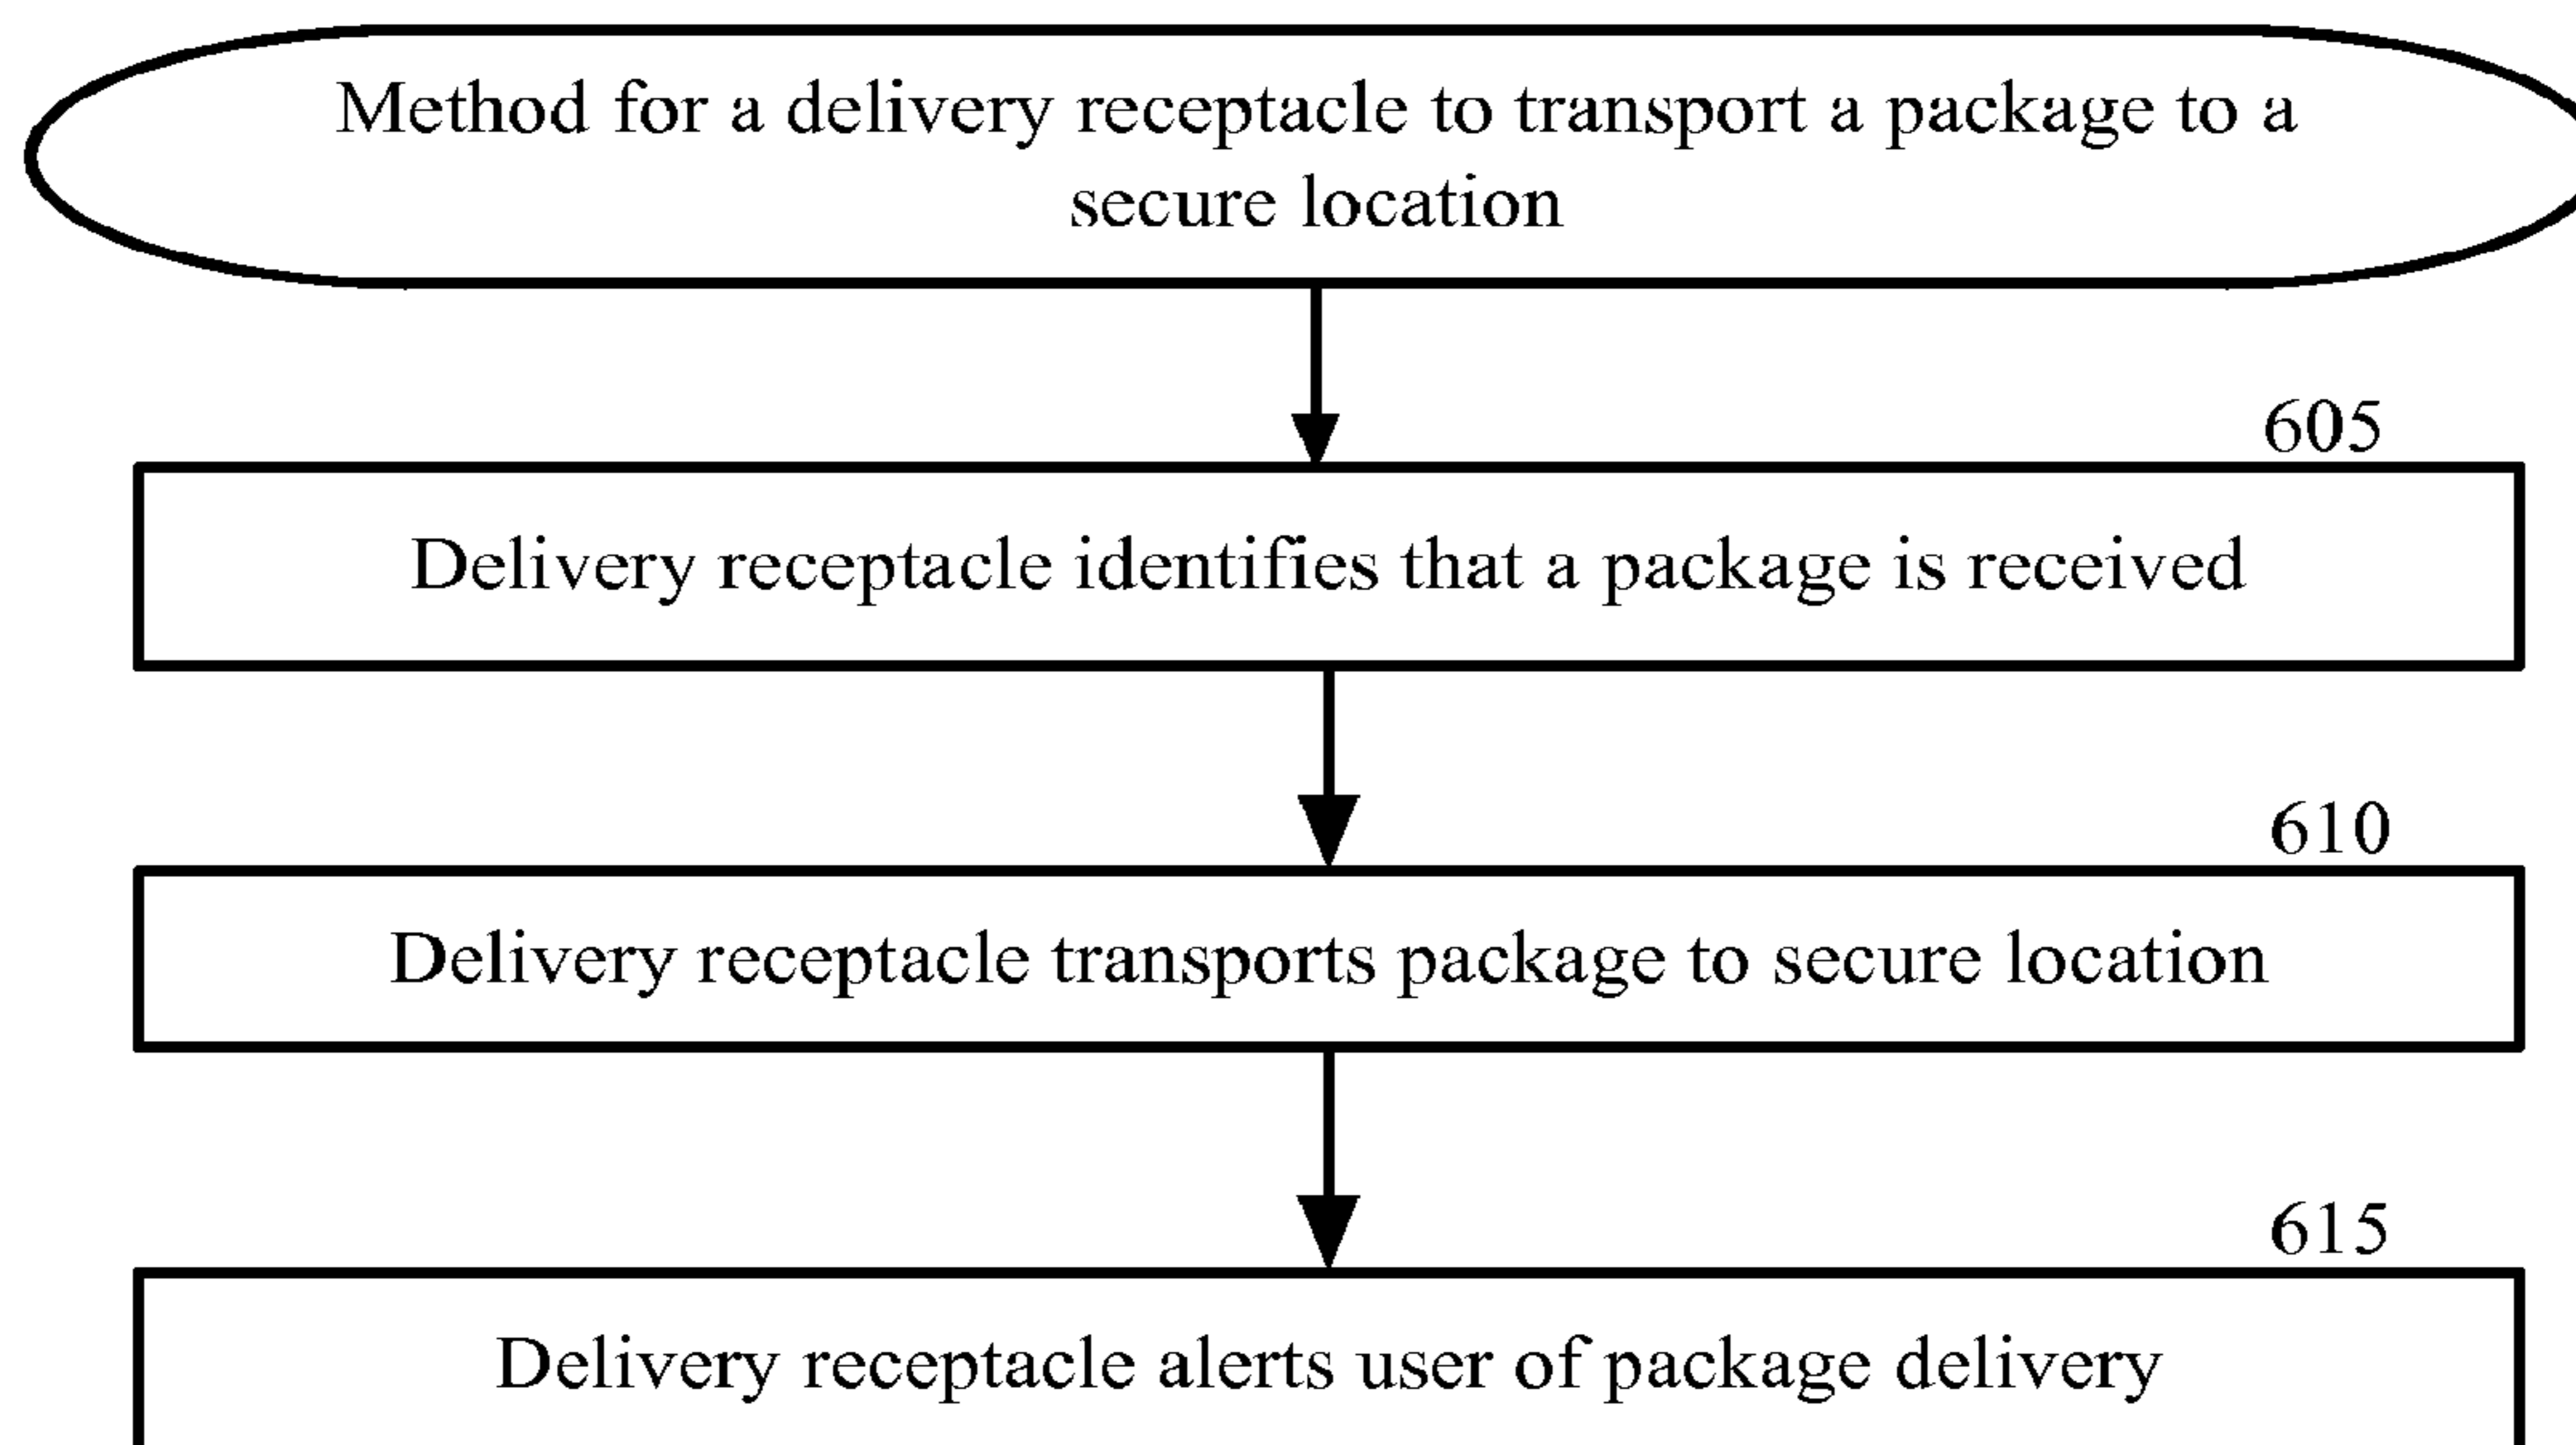 Method for a delivery receptacle to transport a package to a
secure location
605
Delivery receptacle identifies that a package is received
610
Delivery receptacle transports package to secure location
615
Delivery receptacle alerts user of package delivery